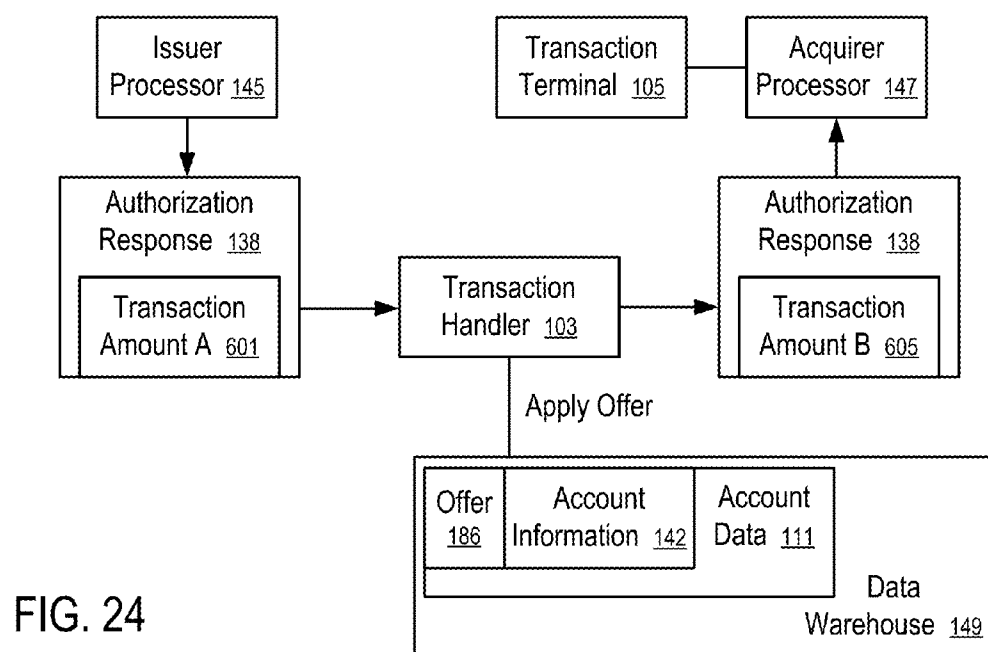 Issuer
Processor 145
Transaction
Terminal 105
Acquirer
Processor 147
Authorization
Response 138
Transaction
Amount A 601
Transaction
Handler 103
Authorization
Response 138
Transaction
Amount B 605
Apply Offer
Offer
186
Account
Information 142
Account
Data 111
Data
Warehouse 149
FIG. 24